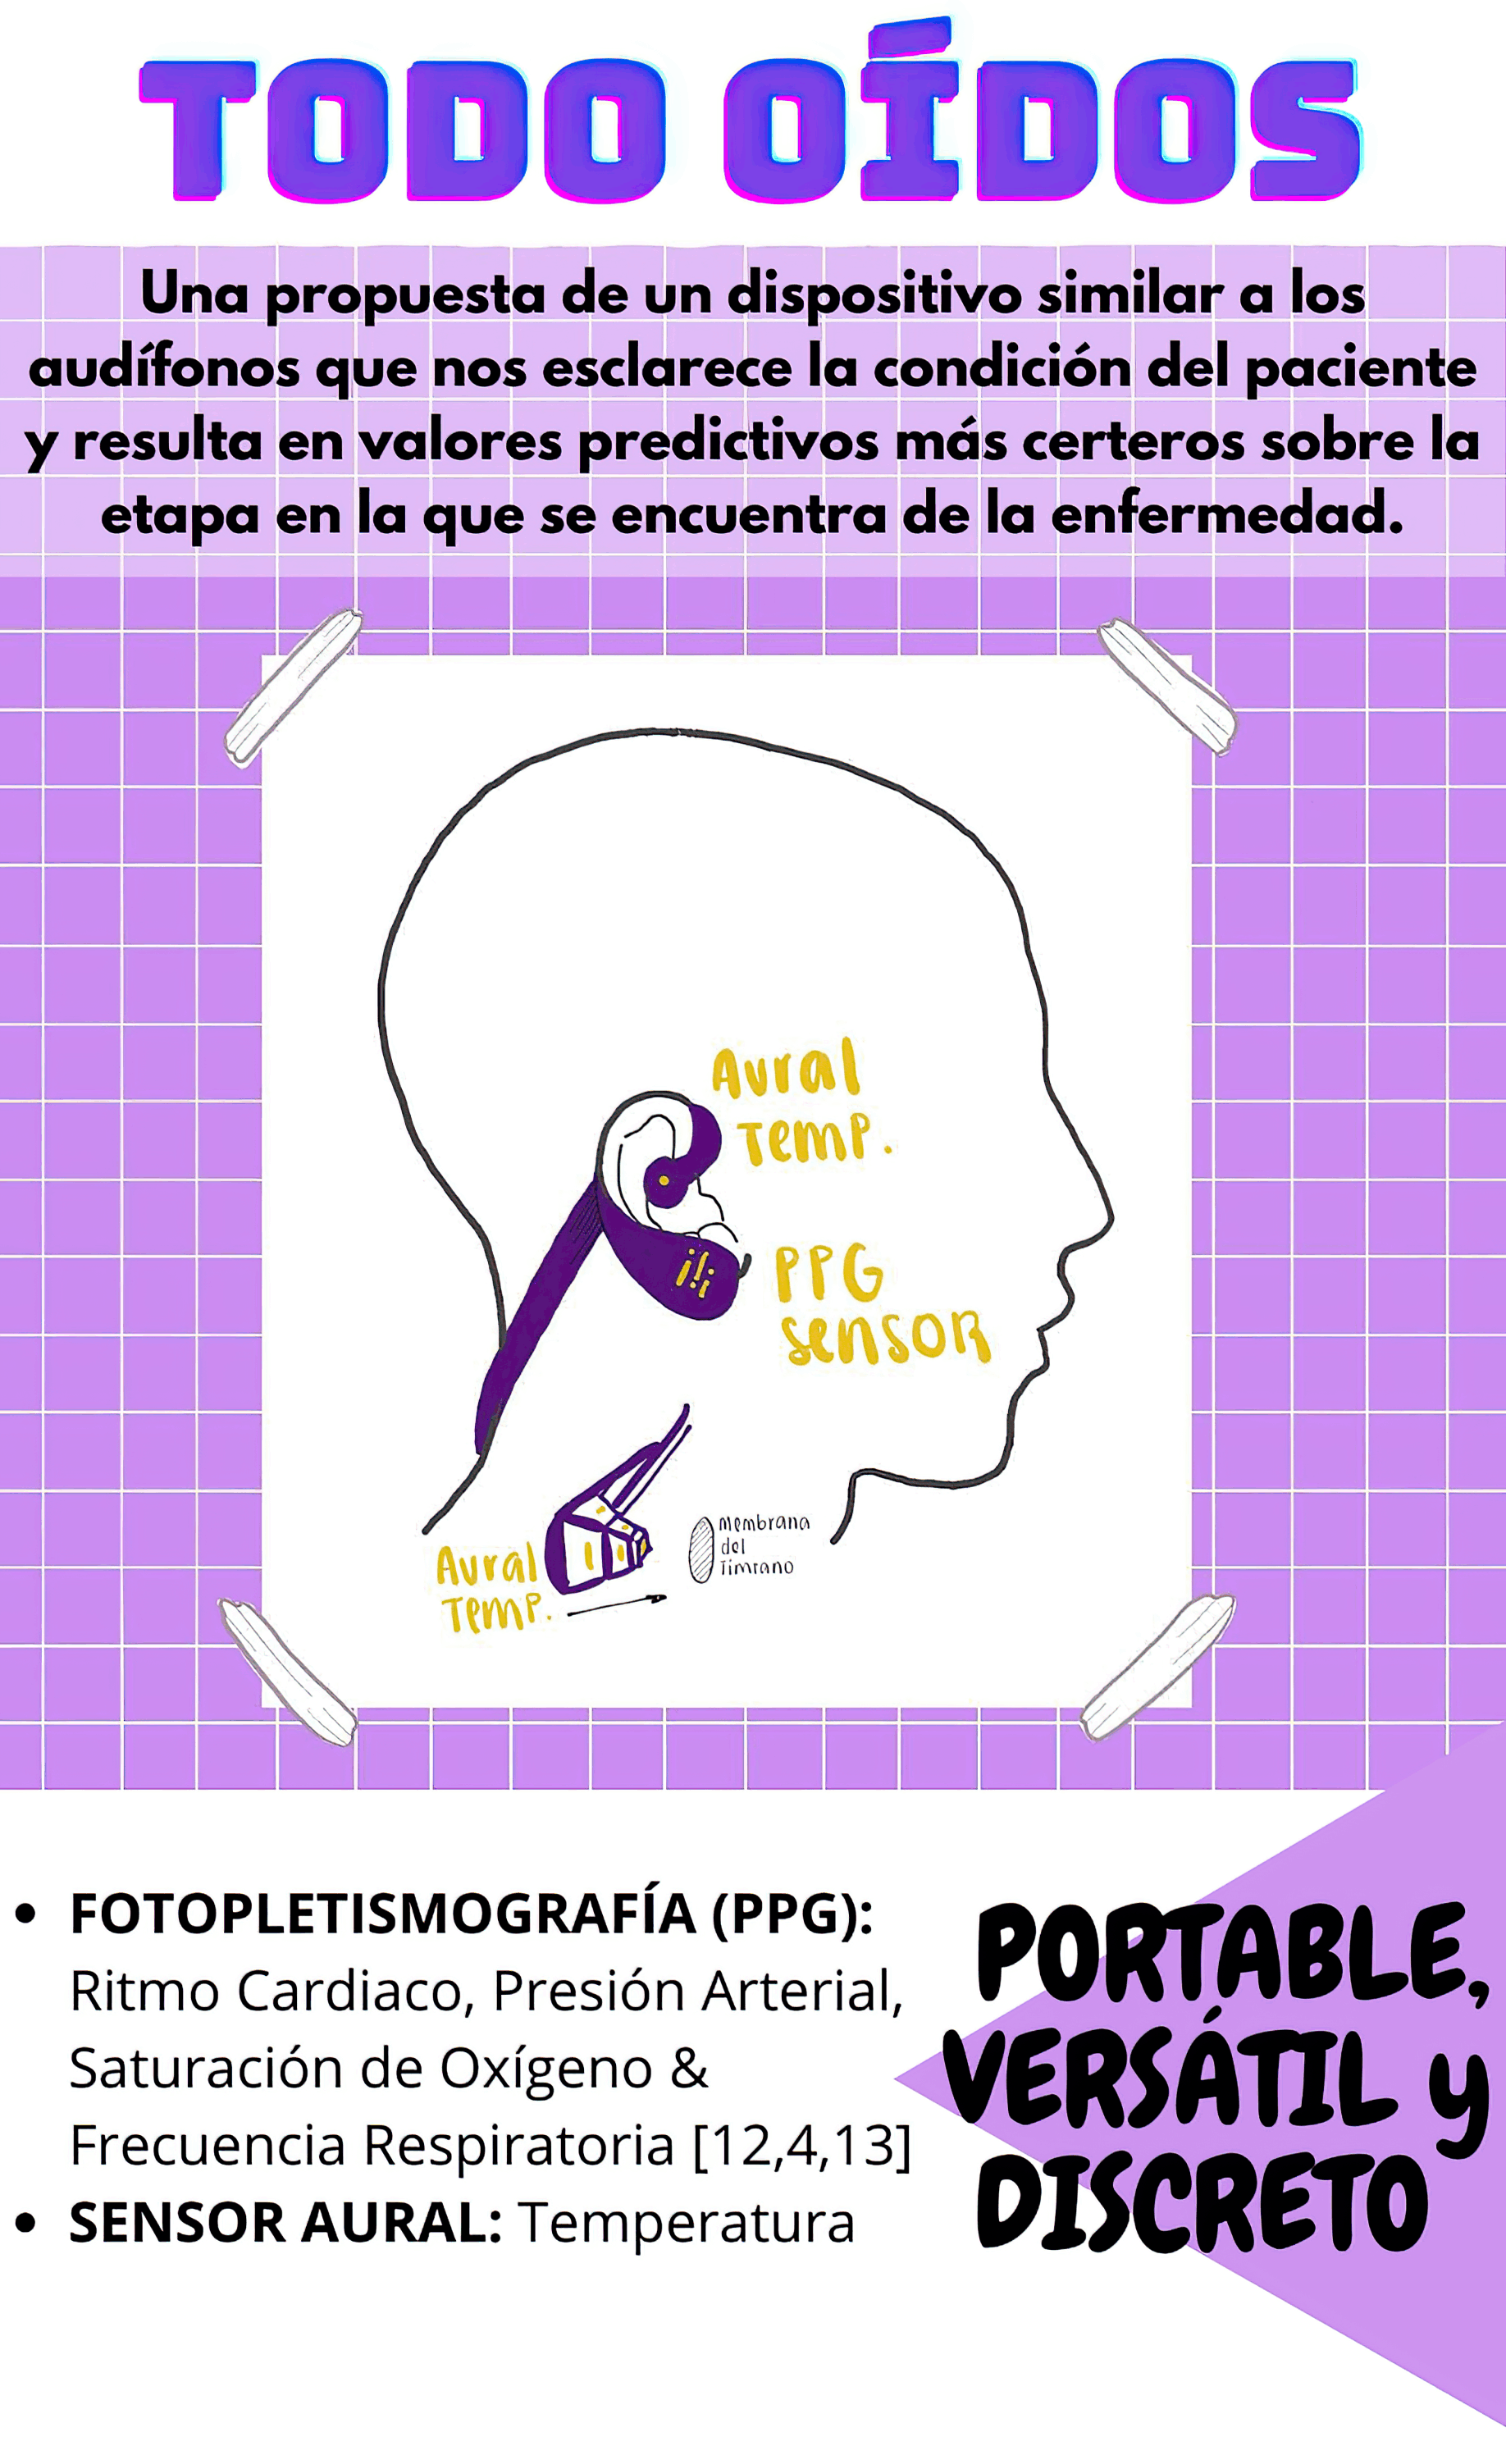 TODO OÍDOS
Una propuesta de un dispositivo similar a los
audífonos que nos esclarece la condición del paciente
y resulta en valores predictivos más certeros sobre la
etapa en la que se encuentra de la enfermedad.
Aural
Temp.
PPG
sensor
Aural
Temp.
membrana
del
Timrano
• FOTOPLETISMOGRAFÍA (PPG):
Ritmo Cardiaco, Presión Arterial,
Saturación de Oxígeno &
Frecuencia Respiratoria [12,4,13]
• SENSOR AURAL: Temperatura
PORTABLE,
VERSÁTIL y
DISCRETO